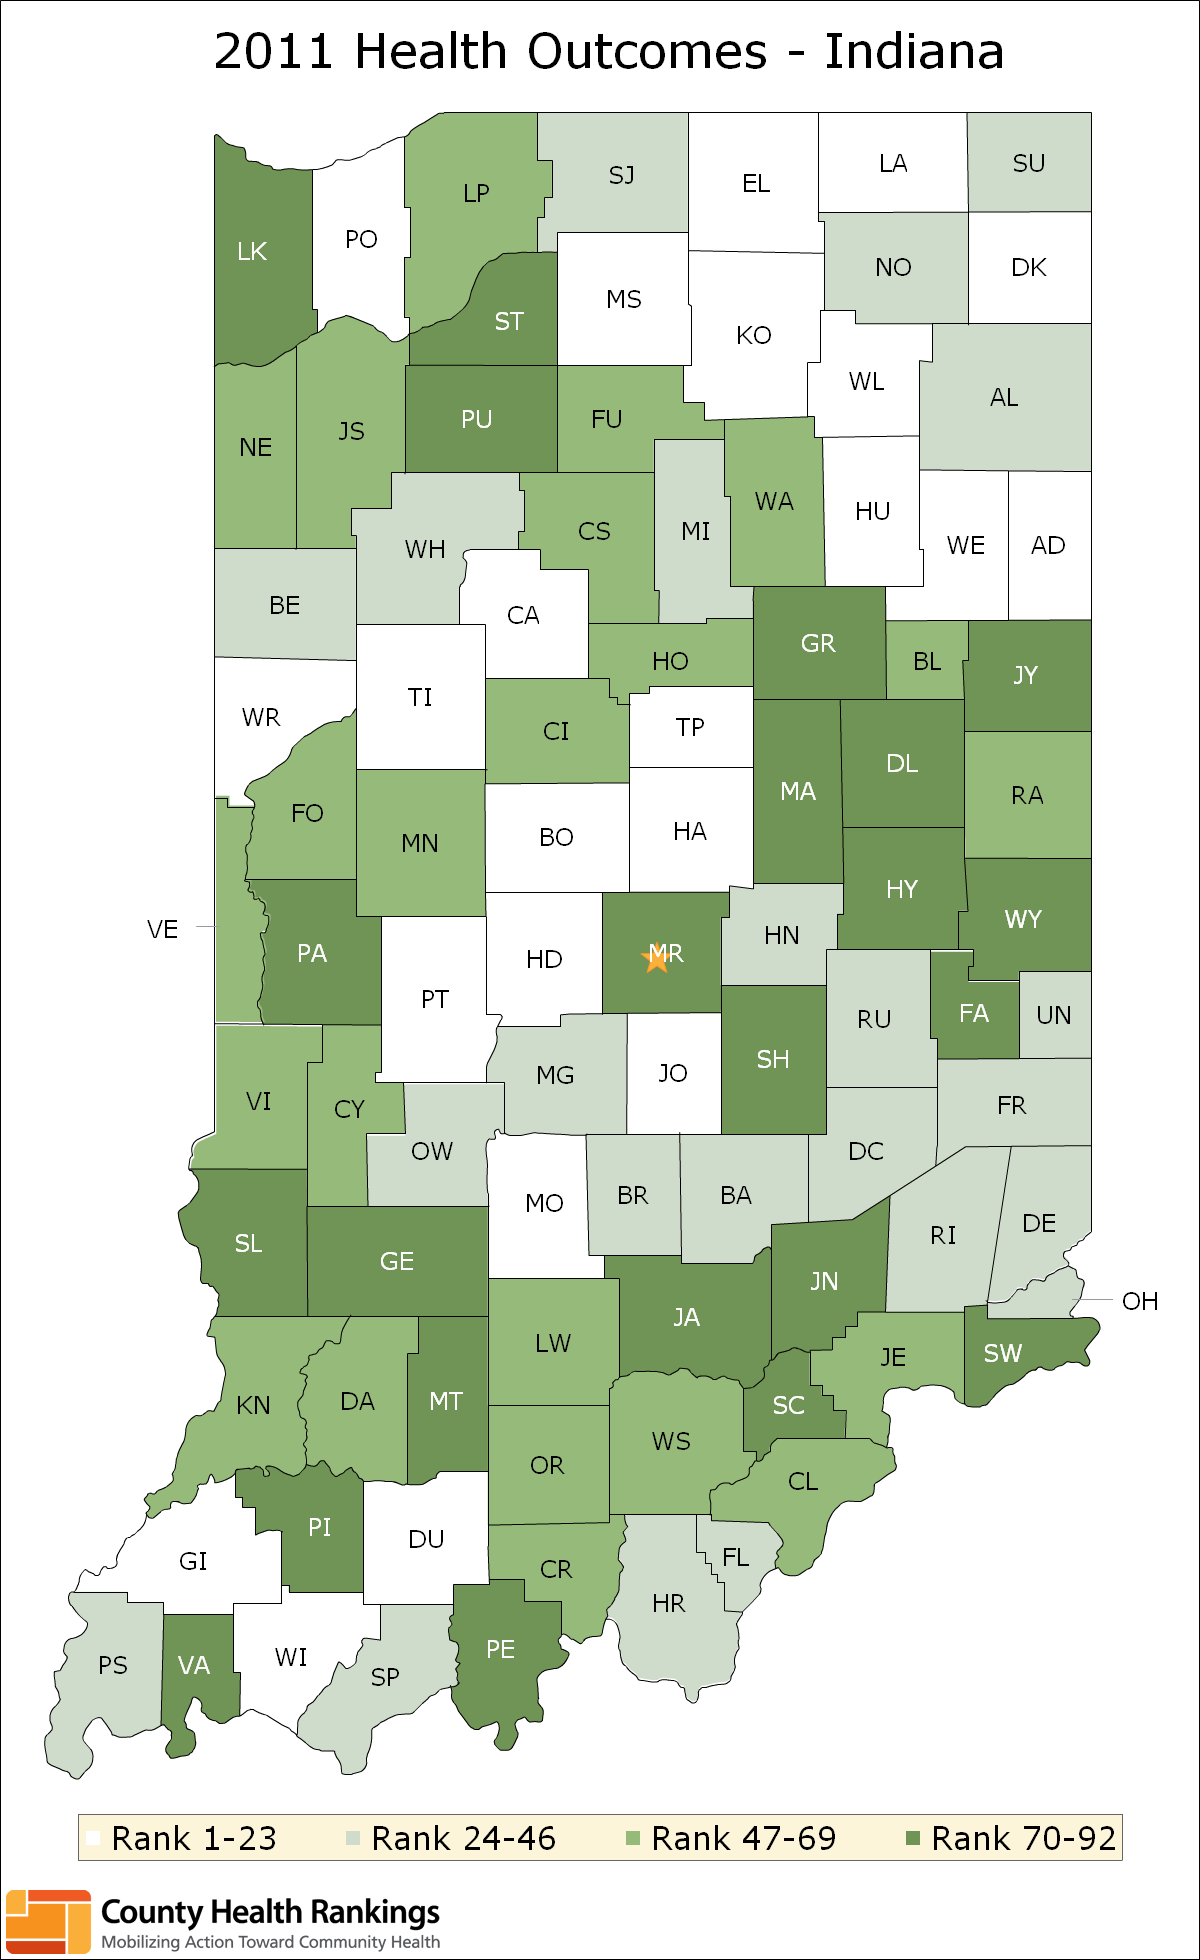 2011 Health Outcomes - Indiana
LK
PO
LP
SJ
EL
LA
SU
ST
MS
KO
NO
DK
NE
JS
PU
FU
WL
AL
WH
CS
MI
WA
HU
WE
AD
BE
CA
HO
GR
BL
JY
WR
TI
CI
TP
MA
DL
RA
FO
MN
BO
HA
HY
WY
VE
PA
PT
HD
MR
HN
RU
FA
UN
VI
CY
MG
JO
SH
DC
FR
OW
MO
BR
BA
RI
DE
SL
GE
JN
OH
KN
DA
MT
LW
JA
JE
SW
OR
WS
SC
CL
GI
PI
DU
CR
HR
FL
PS
VA
WI
SP
PE
Rank 1-23 Rank 24-46 Rank 47-69 Rank 70-92
County Health Rankings
Mobilizing Action Toward Community Health